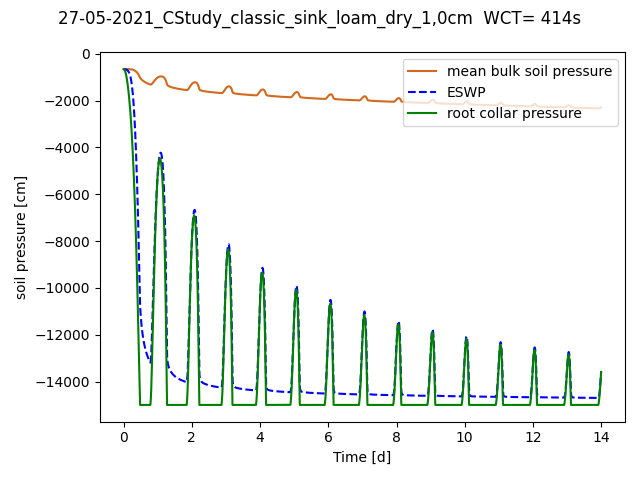 27-05-2021_CStudy_classic_sink_loam_dry_1,0cm  WCT= 414s
0
−2000
−4000
−6000
−8000
−10000
−12000
−14000
soil pressure [cm]
mean bulk soil pressure
ESWP
root collar pressure
0 2 4 6 8 10 12 14
Time [d]